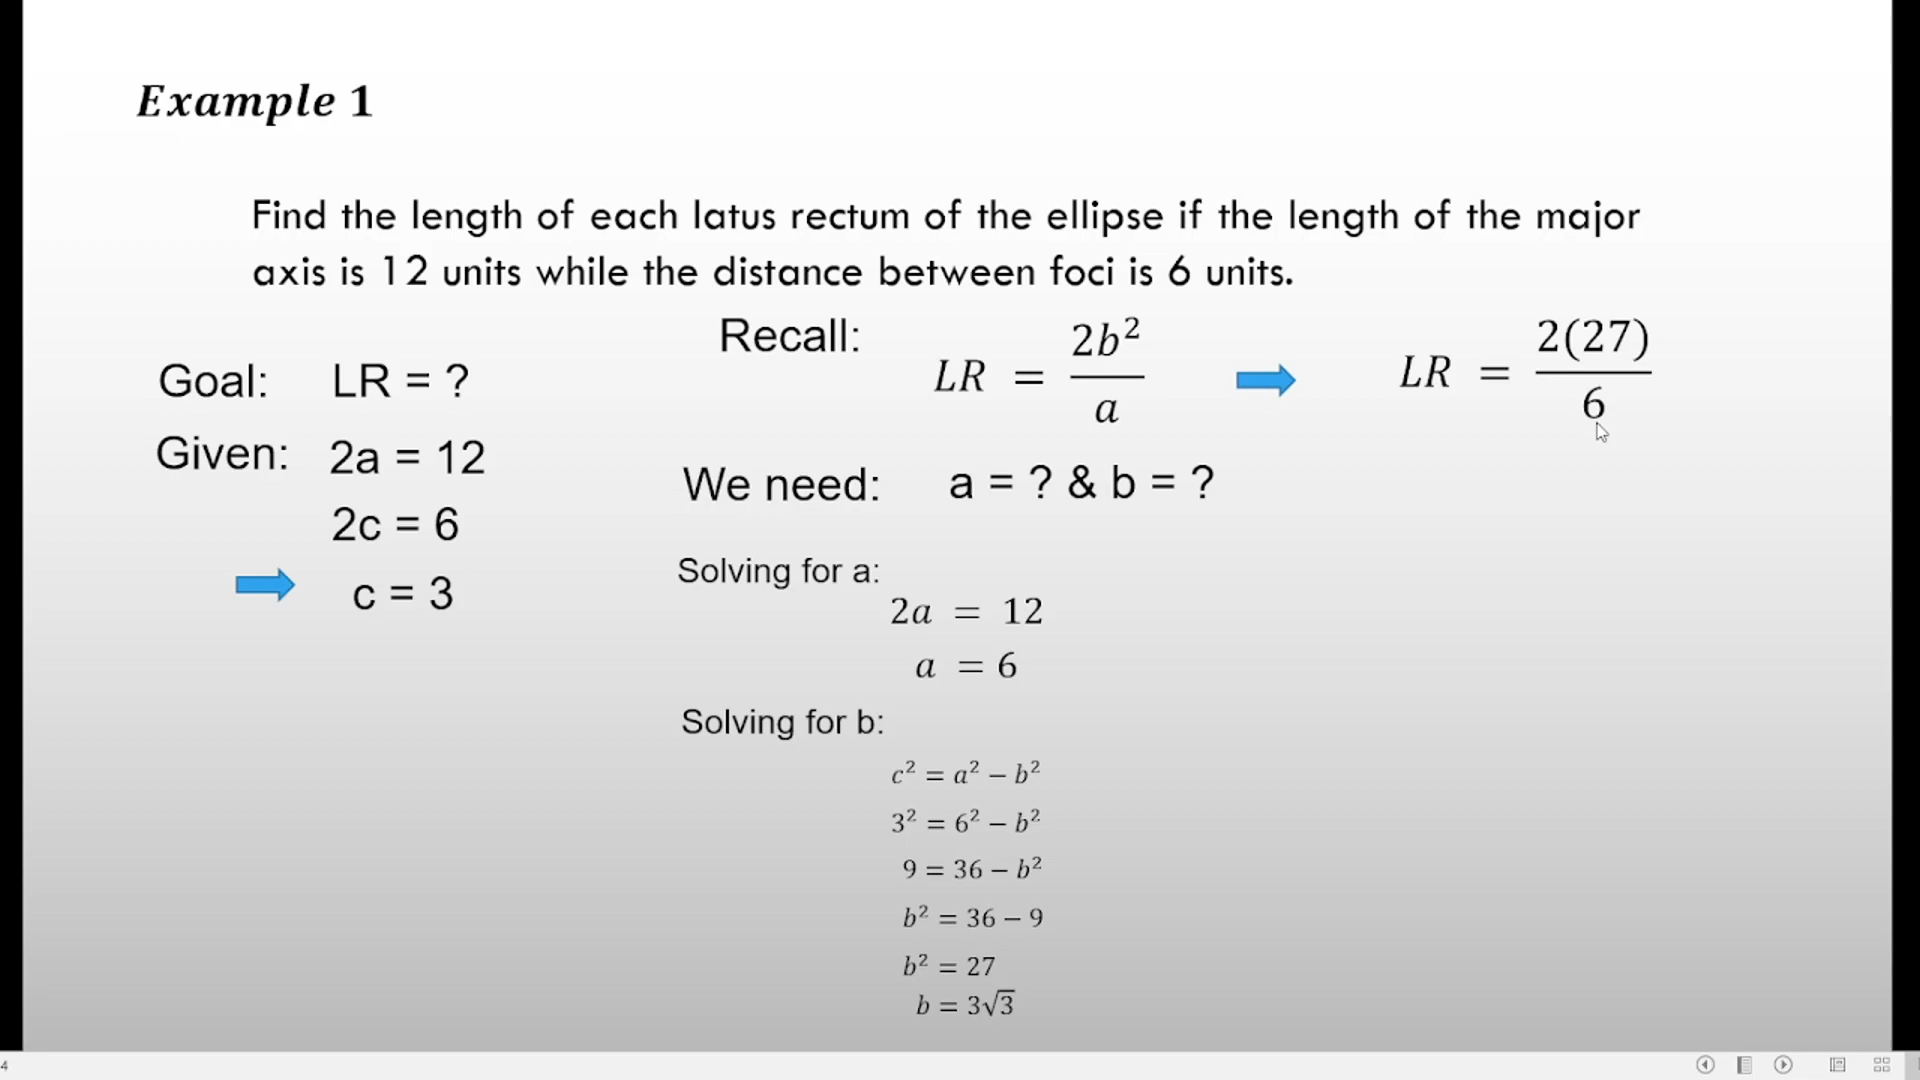 Example 1
Find the length of each latus rectum of the ellipse if the length of the major
axis is 12 units while the distance between foci is 6 units.
Goal: LR = ?
Given: 2a = 12
2c = 6
c = 3
Recall: LR = 2b²/a
LR = 2(27)/6
We need: a = ? & b = ?
Solving for a:
2a = 12
a = 6
Solving for b:
c² = a² − b²
3² = 6² − b²
9 = 36 − b²
b² = 36 − 9
b² = 27
b = 3√3
4